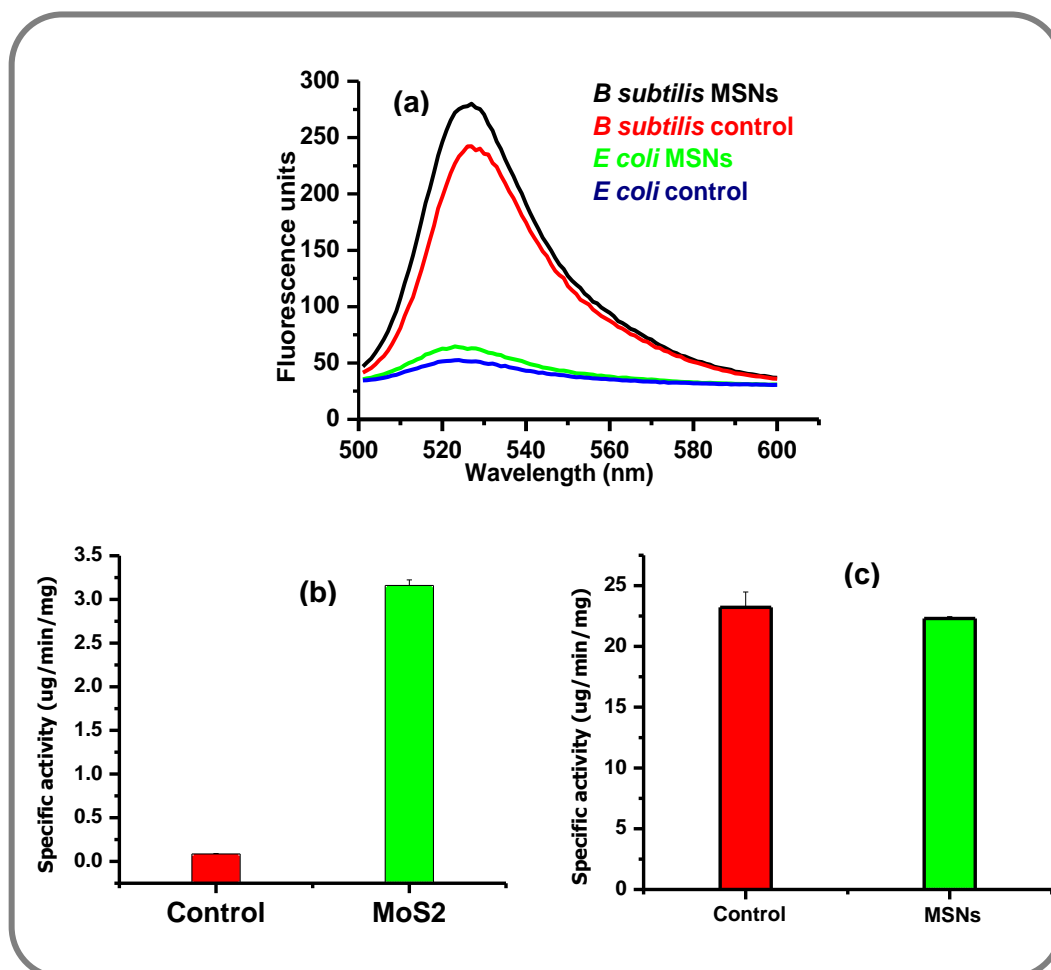 (a)
B subtilis MSNs
B subtilis control
E coli MSNs
E coli control
Fluorescence units
300
250
200
150
100
50
0
500 520 540 560 580 600
Wavelength (nm)
(b)
Specific activity (ug/min/mg)
3.5
3.0
2.5
2.0
1.5
1.0
0.5
0.0
Control MoS2
(c)
Specific activity (ug/min/mg)
25
20
15
10
5
0
Control MSNs